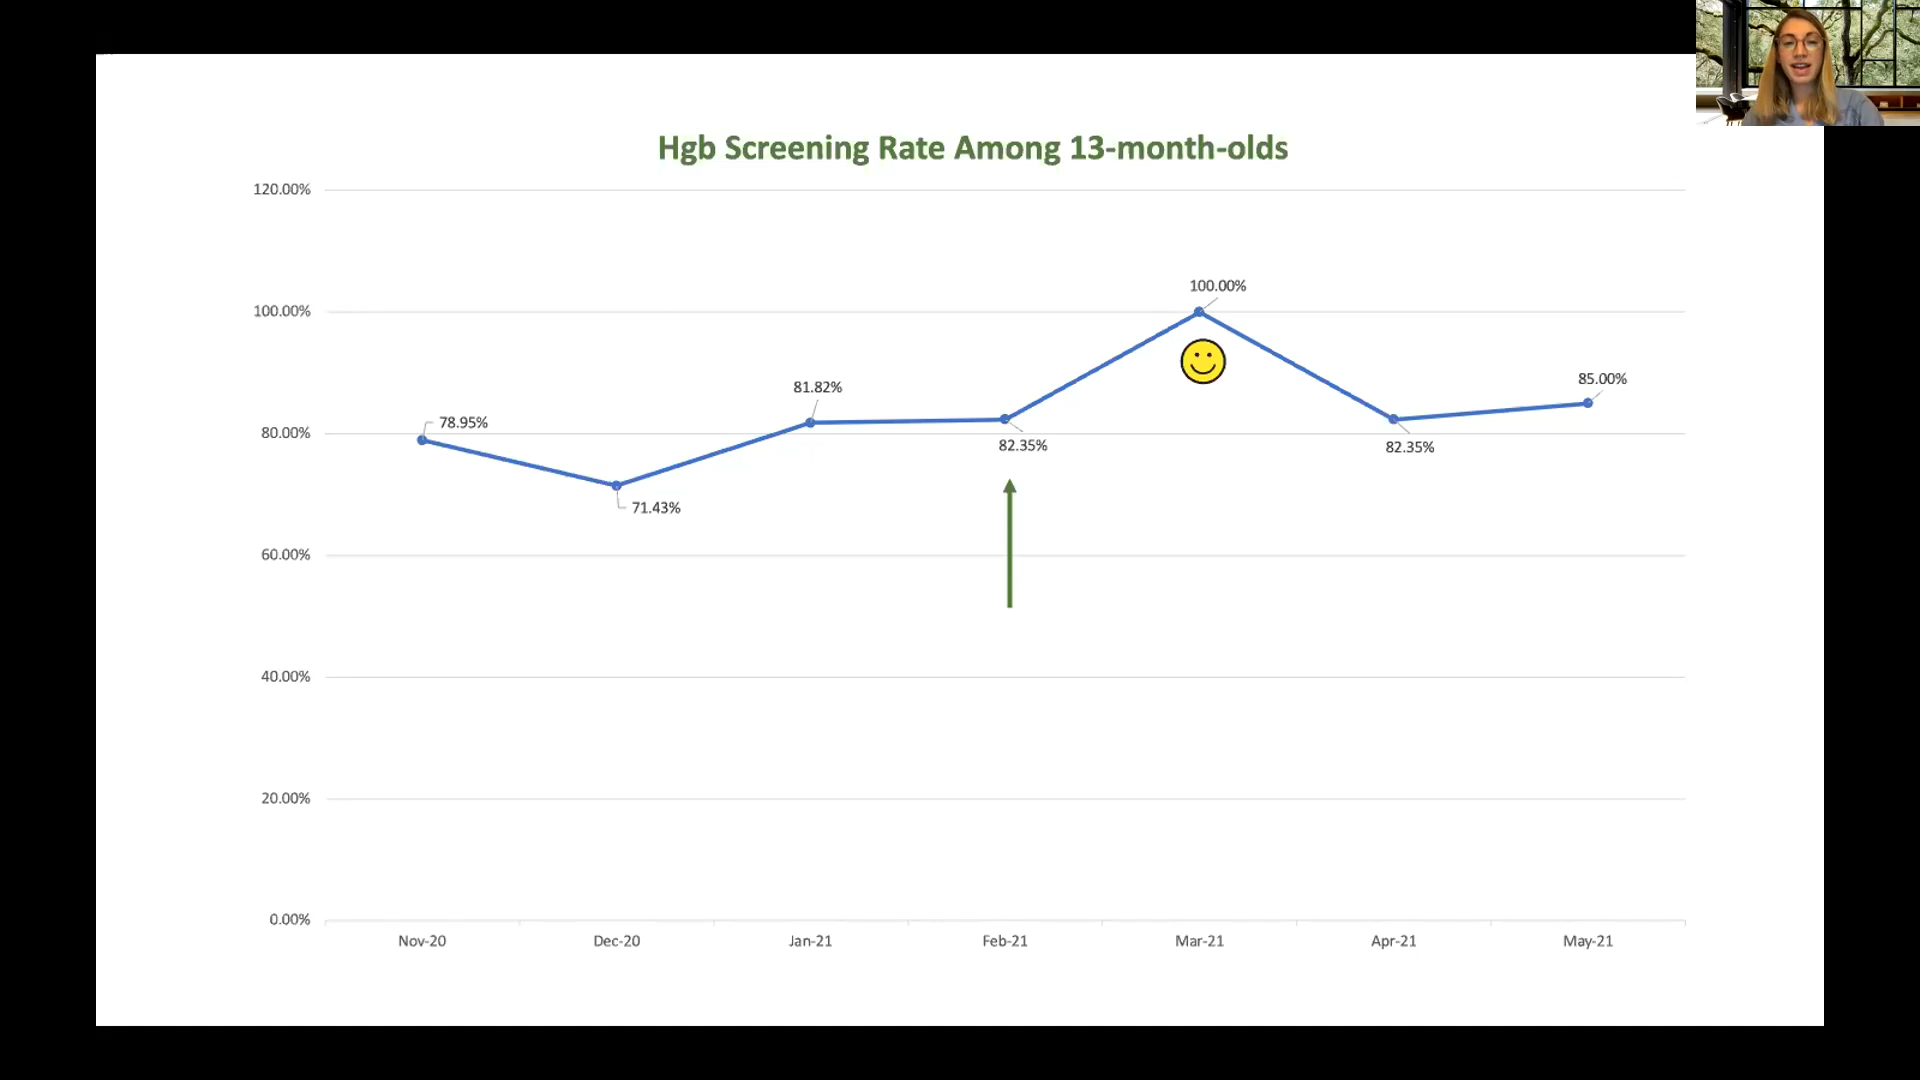 Hgb Screening Rate Among 13-month-olds
120.00%
100.00%
80.00%
60.00%
40.00%
20.00%
0.00%
78.95%
71.43%
81.82%
82.35%
100.00%
82.35%
85.00%
Nov-20
Dec-20
Jan-21
Feb-21
Mar-21
Apr-21
May-21